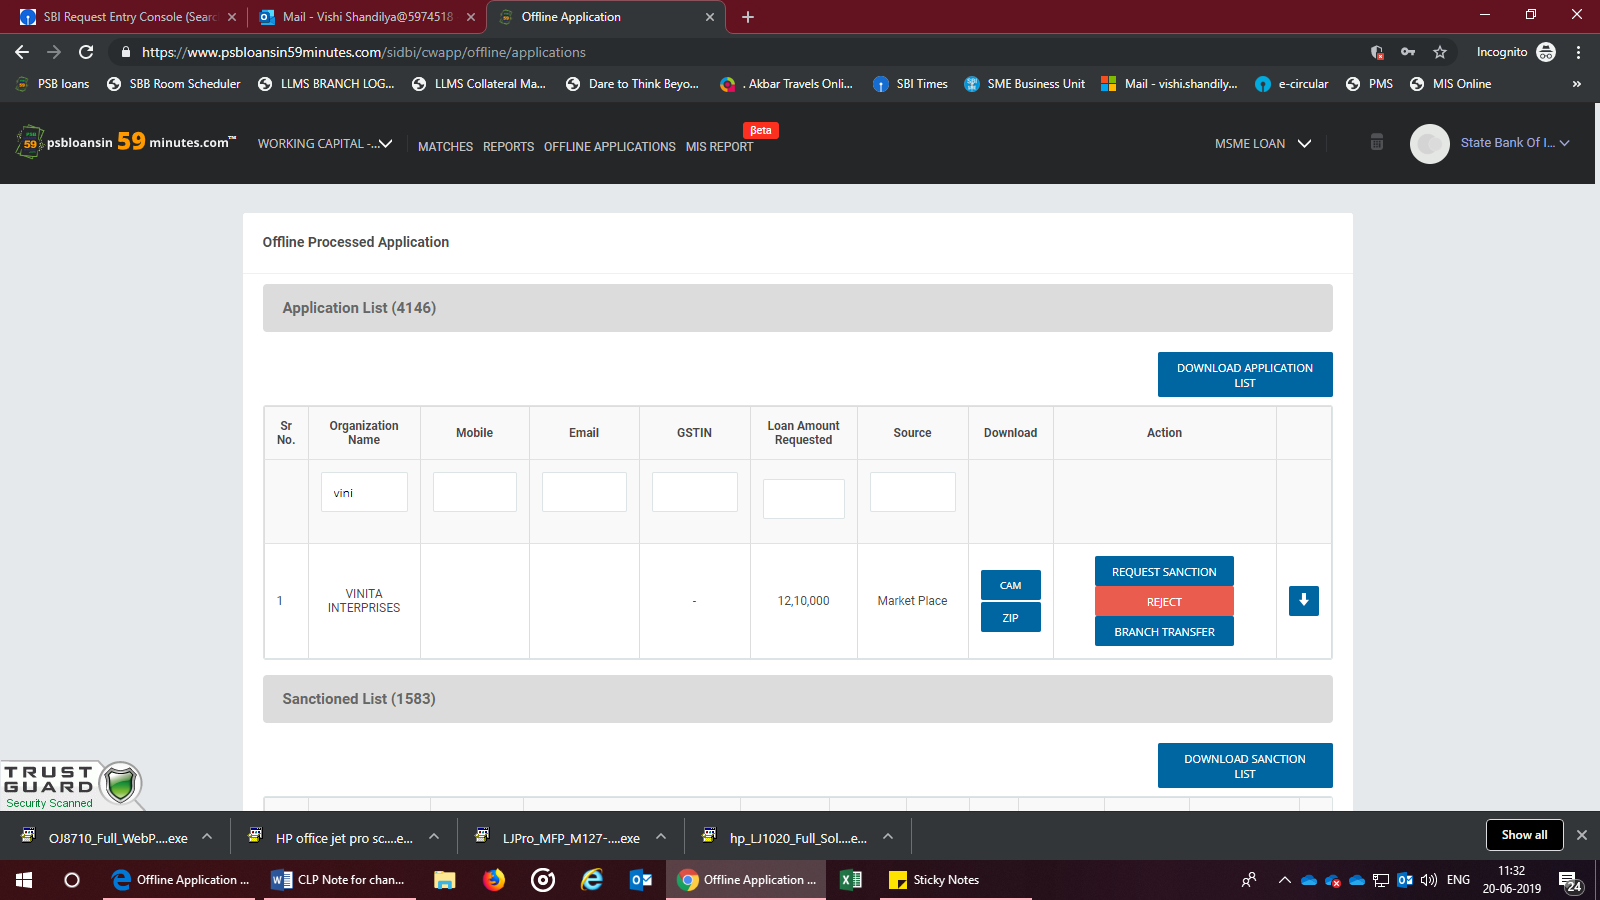 SBI Request Entry Console (Searc
Mail - Vishi Shandilya@5974518
Offline Application
https://www.psbloansin59minutes.com/sidbi/cwapp/offline/applications
Incognito
PSB loans
SBB Room Scheduler
LLMS BRANCH LOG...
LLMS Collateral Ma...
Dare to Think Beyo...
. Akbar Travels Onli...
SBI Times
SME Business Unit
Mail - vishi.shandily...
e-circular
PMS
MIS Online
»
psbloansin 59 minutes.com™
WORKING CAPITAL -...
MATCHES
REPORTS
OFFLINE APPLICATIONS
MIS REPORT
βeta
MSME LOAN
State Bank Of I...
Offline Processed Application
Application List (4146)
DOWNLOAD APPLICATION
LIST
Sr
No.
Organization
Name
Mobile
Email
GSTIN
Loan Amount
Requested
Source
Download
Action
vini
1
VINITA
INTERPRISES
-
12,10,000
Market Place
CAM
ZIP
REQUEST SANCTION
REJECT
BRANCH TRANSFER
Sanctioned List (1583)
DOWNLOAD SANCTION
LIST
TRUST
GUARD
Security Scanned
OJ8710_Full_WebP....exe
HP office jet pro sc....e...
LJPro_MFP_M127-....exe
hp_LJ1020_Full_Sol....e...
Show all
Offline Application ...
CLP Note for chan...
Offline Application ...
Sticky Notes
ENG
11:32
20-06-2019
24